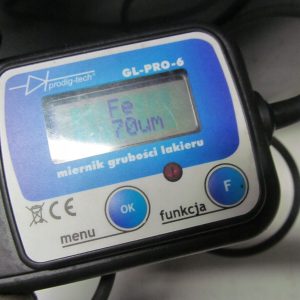 prodig-tech®
GL-PRO-6
Fe
70um
miernik grubości lakieru
CE
OK
F
menu
funkcja